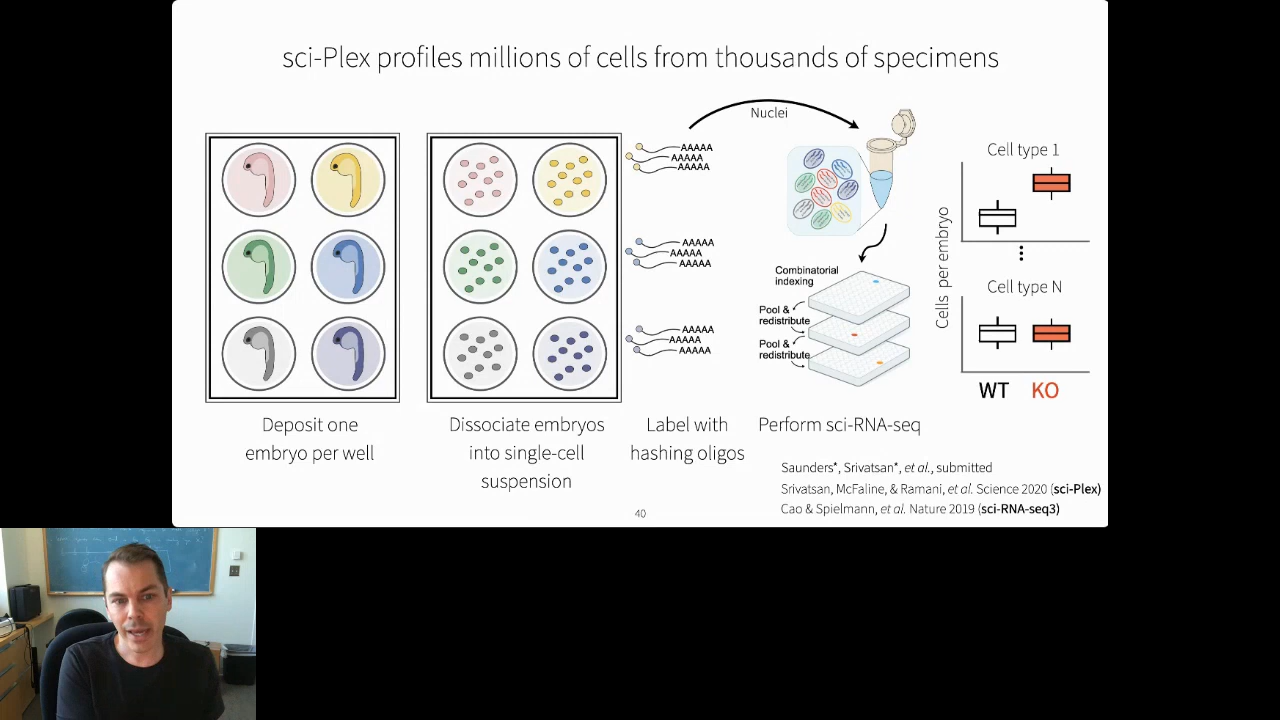 sci-Plex profiles millions of cells from thousands of specimens
Nuclei
AAAAA
AAAAA
AAAAA
AAAAA
AAAAA
AAAAA
AAAAA
AAAAA
AAAAA
Combinatorial
indexing
Pool &
redistribute
Pool &
redistribute
Cells per embryo
Cell type 1
Cell type N
WT KO
Deposit one
embryo per well
Dissociate embryos
into single-cell
suspension
Label with
hashing oligos
Perform sci-RNA-seq
Saunders*, Srivatsan*, et al., submitted
Srivatsan, McFaline, & Ramani, et al. Science 2020 (sci-Plex)
Cao & Spielmann, et al. Nature 2019 (sci-RNA-seq3)
40